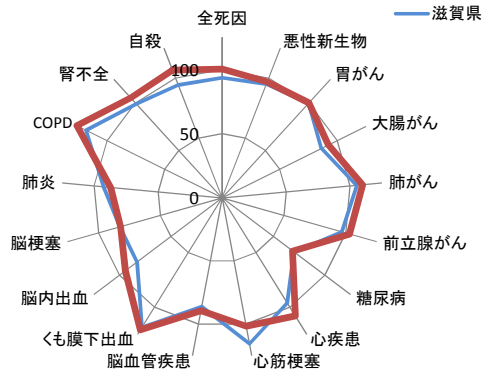 滋賀県
全死因
悪性新生物
胃がん
大腸がん
肺がん
前立腺がん
糖尿病
心疾患
心筋梗塞
脳血管疾患
くも膜下出血
脳内出血
脳梗塞
肺炎
COPD
腎不全
自殺
100
50
0